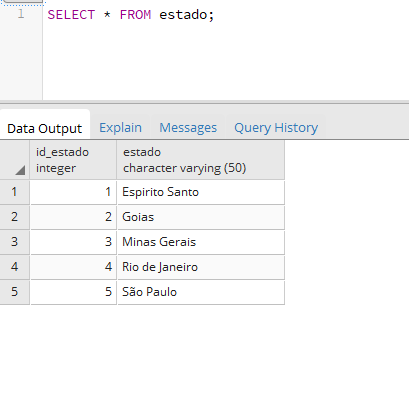 1 SELECT * FROM estado;
Data Output Explain Messages Query History
id_estado estado
integer character varying (50)
1 1 Espirito Santo
2 2 Goias
3 3 Minas Gerais
4 4 Rio de Janeiro
5 5 São Paulo